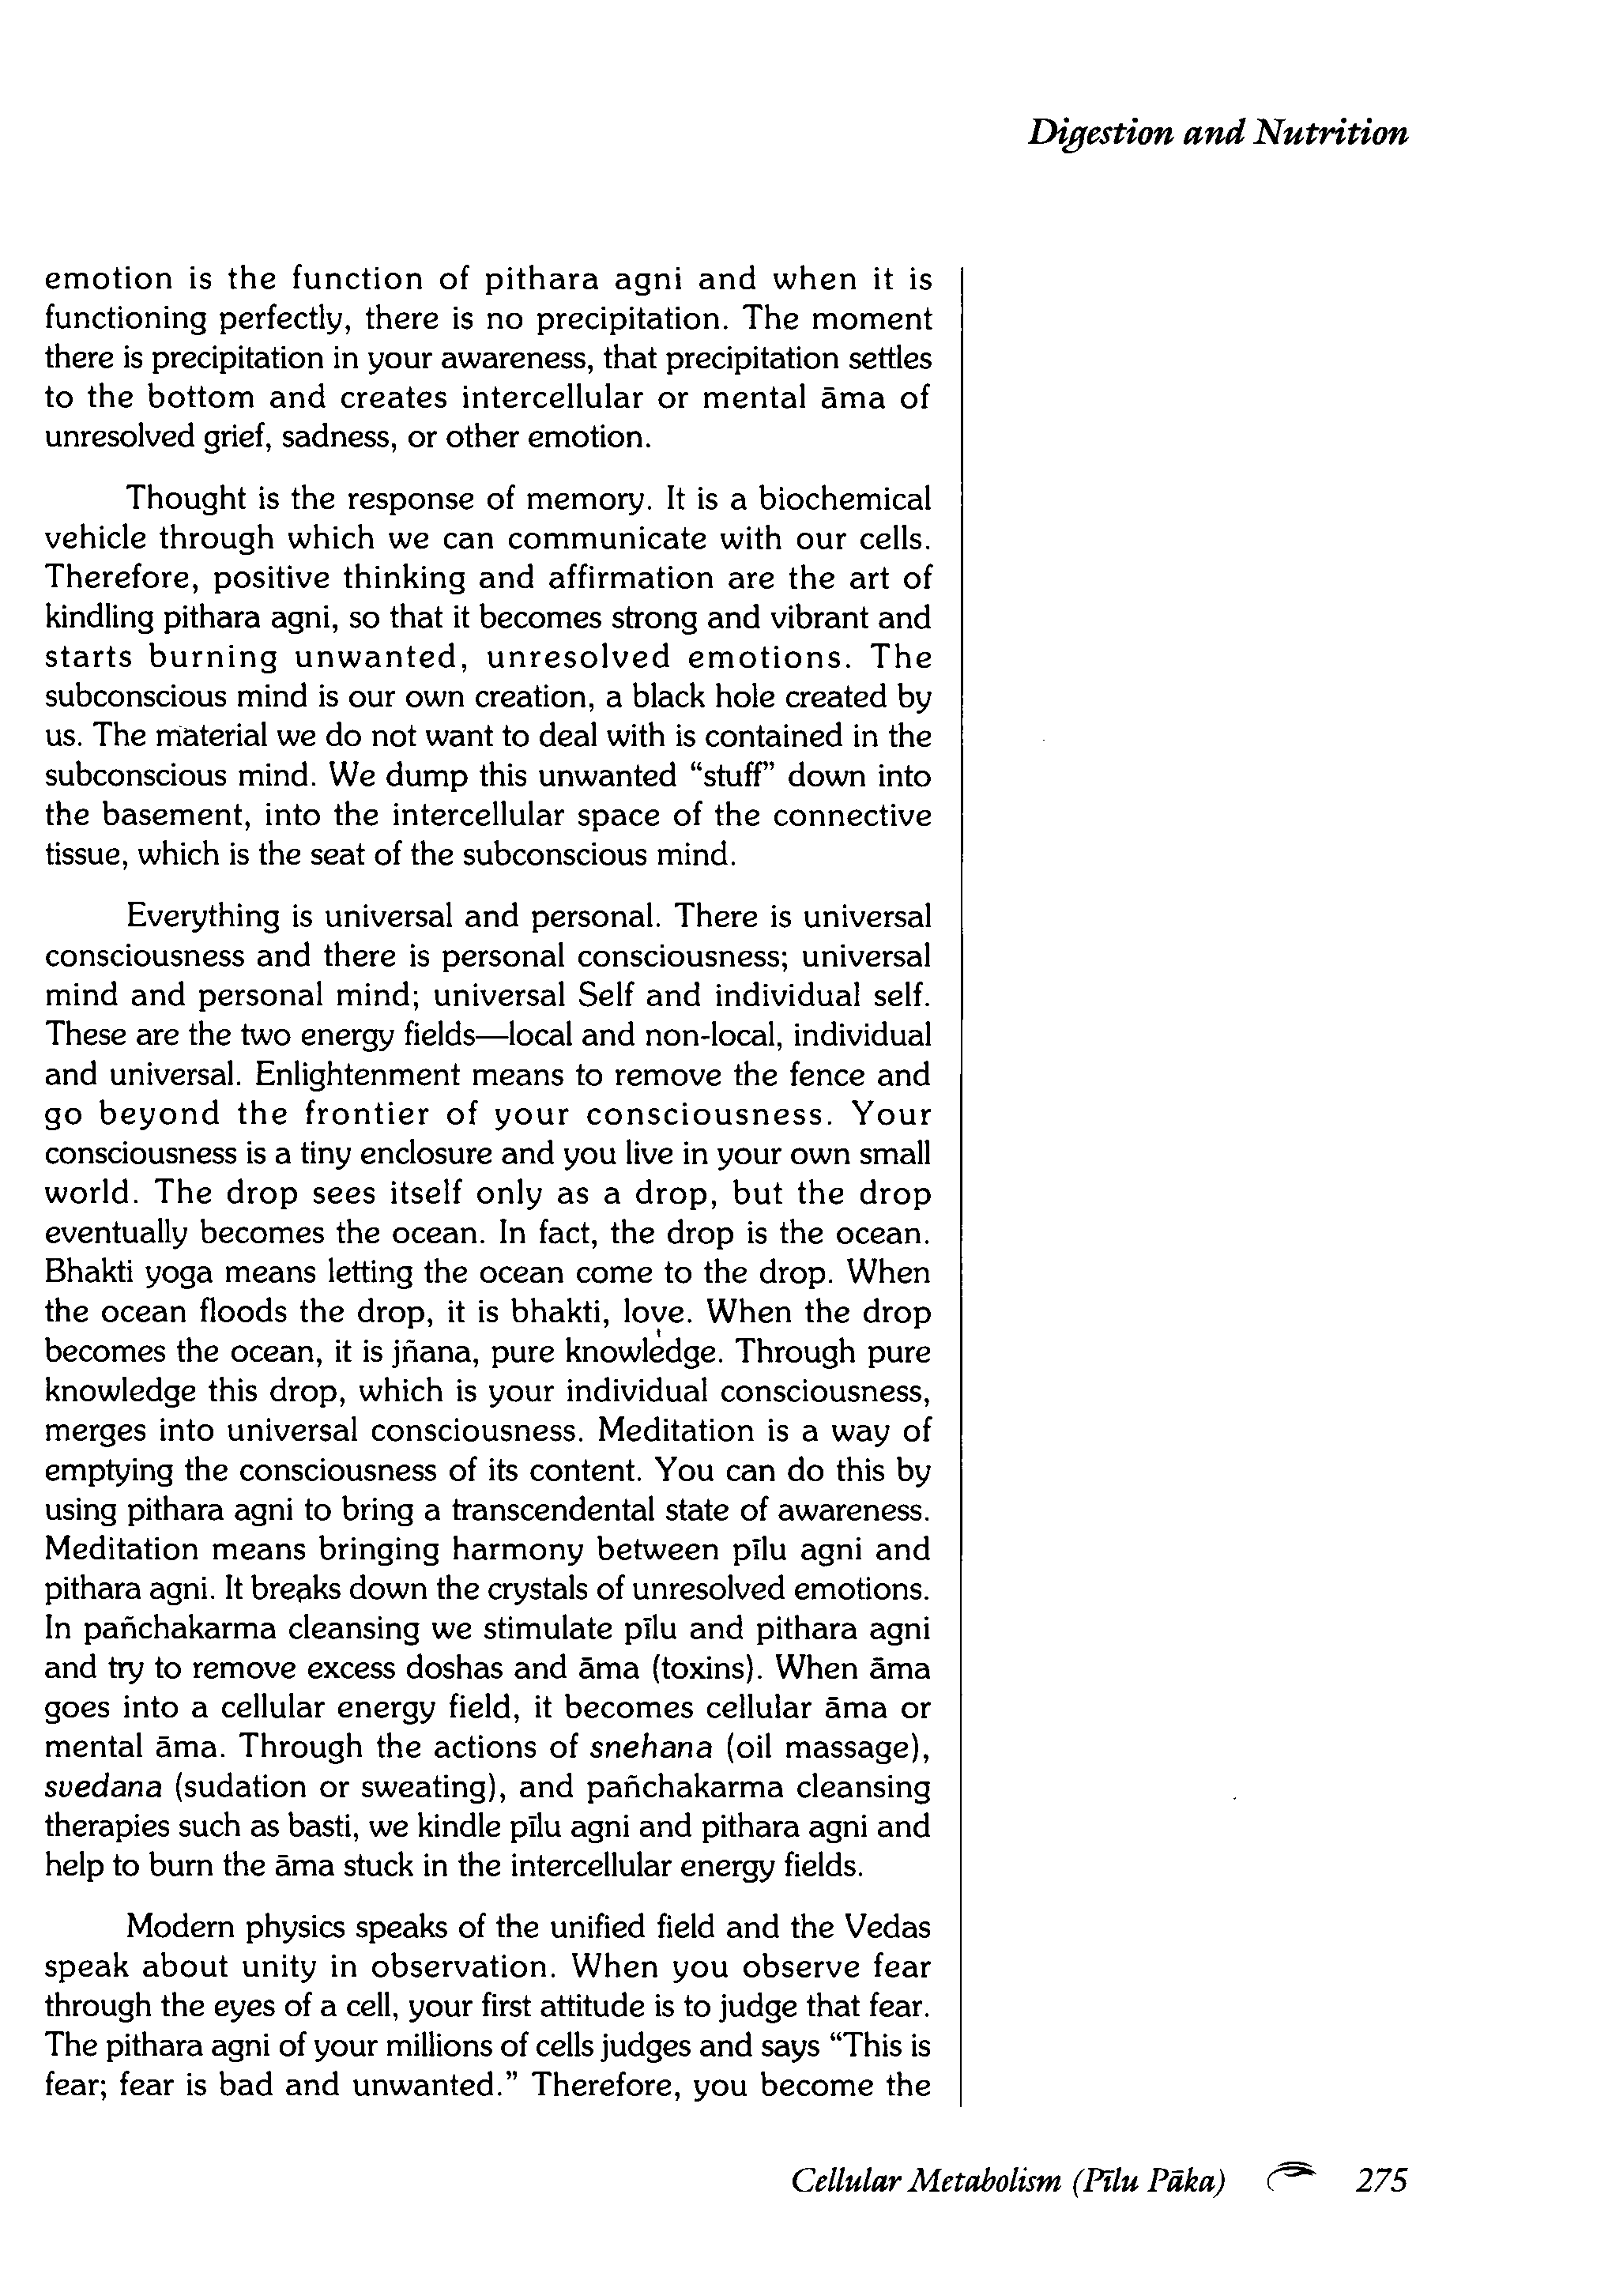 Digestion and Nutrition
emotion is the function of pithara agni and when it is
functioning perfectly, there is no precipitation. The moment
there is precipitation in your awareness, that precipitation settles
to the bottom and creates intercellular or mental āma of
unresolved grief, sadness, or other emotion.
Thought is the response of memory. It is a biochemical
vehicle through which we can communicate with our cells.
Therefore, positive thinking and affirmation are the art of
kindling pithara agni, so that it becomes strong and vibrant and
starts burning unwanted, unresolved emotions. The
subconscious mind is our own creation, a black hole created by
us. The material we do not want to deal with is contained in the
subconscious mind. We dump this unwanted “stuff” down into
the basement, into the intercellular space of the connective
tissue, which is the seat of the subconscious mind.
Everything is universal and personal. There is universal
consciousness and there is personal consciousness; universal
mind and personal mind; universal Self and individual self.
These are the two energy fields—local and non-local, individual
and universal. Enlightenment means to remove the fence and
go beyond the frontier of your consciousness. Your
consciousness is a tiny enclosure and you live in your own small
world. The drop sees itself only as a drop, but the drop
eventually becomes the ocean. In fact, the drop is the ocean.
Bhakti yoga means letting the ocean come to the drop. When
the ocean floods the drop, it is bhakti, love. When the drop
becomes the ocean, it is jñana, pure knowledge. Through pure
knowledge this drop, which is your individual consciousness,
merges into universal consciousness. Meditation is a way of
emptying the consciousness of its content. You can do this by
using pithara agni to bring a transcendental state of awareness.
Meditation means bringing harmony between pīlu agni and
pithara agni. It breaks down the crystals of unresolved emotions.
In pañchakarma cleansing we stimulate pīlu and pithara agni
and try to remove excess doshas and āma (toxins). When āma
goes into a cellular energy field, it becomes cellular āma or
mental āma. Through the actions of snehana (oil massage),
svedana (sudation or sweating), and pañchakarma cleansing
therapies such as basti, we kindle pīlu agni and pithara agni and
help to burn the āma stuck in the intercellular energy fields.
Modern physics speaks of the unified field and the Vedas
speak about unity in observation. When you observe fear
through the eyes of a cell, your first attitude is to judge that fear.
The pithara agni of your millions of cells judges and says “This is
fear; fear is bad and unwanted.” Therefore, you become the
Cellular Metabolism (Pīlu Pāka) 275